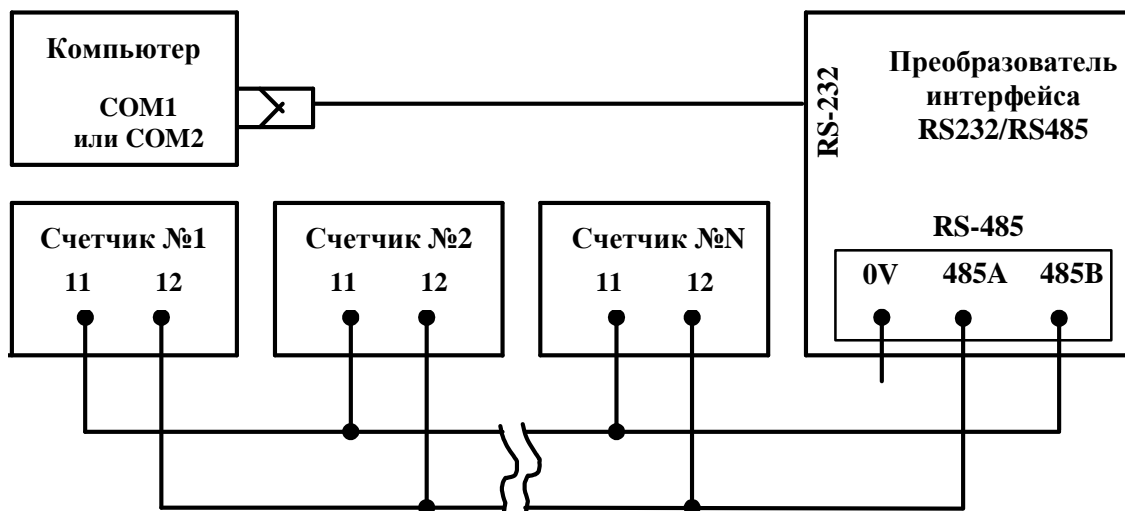 Компьютер
COM1
или COM2
RS-232
Преобразователь
интерфейса
RS232/RS485
Счетчик №1
11 12
Счетчик №2
11 12
Счетчик №N
11 12
RS-485
0V 485A 485B